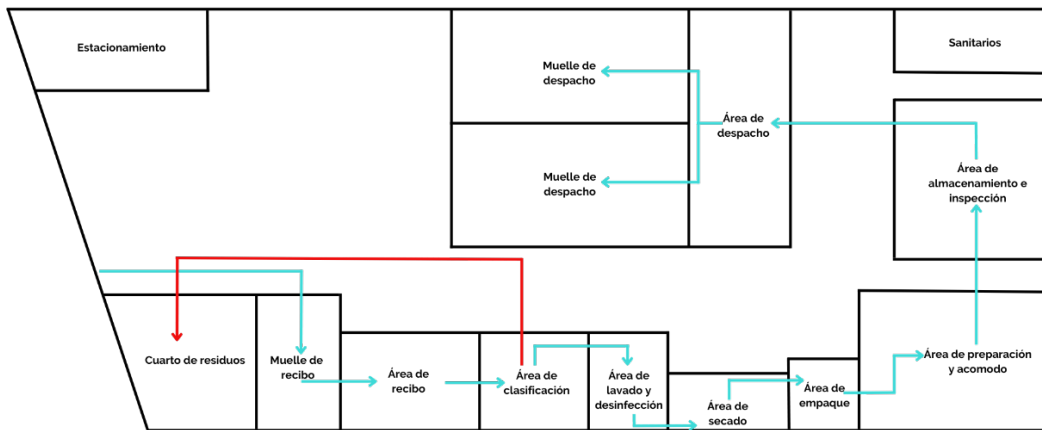 Estacionamiento
Muelle de
despacho
Sanitarios
Área de
despacho
Muelle de
despacho
Área de
almacenamiento e
inspección
Cuarto de residuos
Muelle de
recibo
Área de
recibo
Área de
clasificación
Área de
lavado y
desinfección
Área de
secado
Área de
empaque
Área de preparación
y acomodo